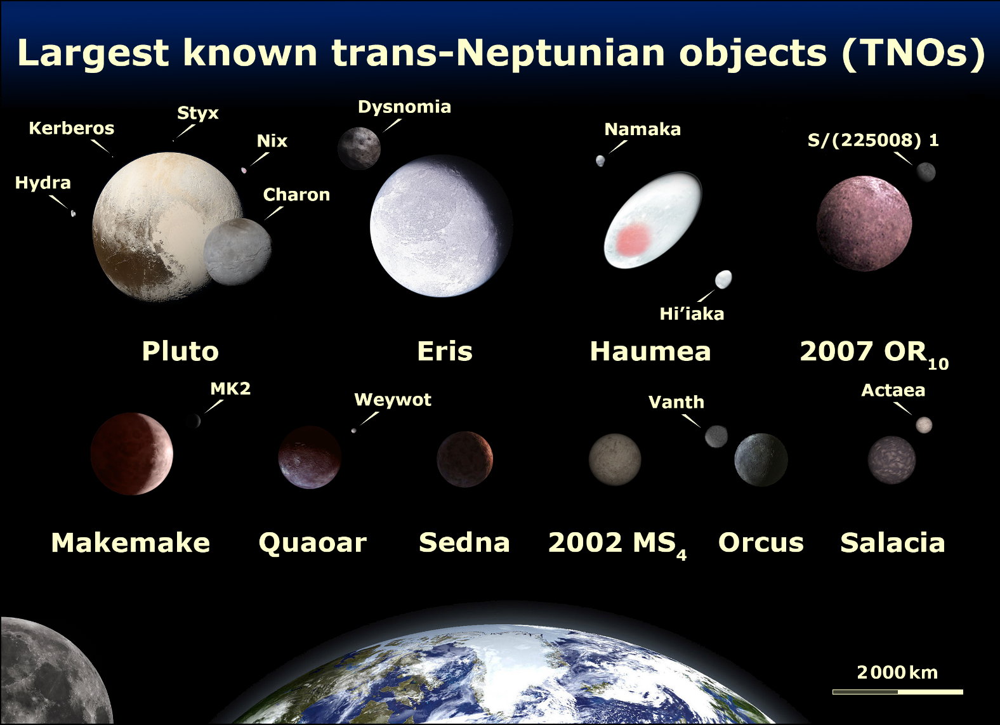 Largest known trans-Neptunian objects (TNOs)
Dysnomia
Styx
Kerberos
Namaka
Nix
S/(225008) 1
Hydra
Charon
Hi’iaka
Pluto
Eris
Haumea
2007 OR10
MK2
Actaea
Weywot
Vanth
Makemake
Quaoar
Sedna
2002 MS4
Orcus
Salacia
2000 km